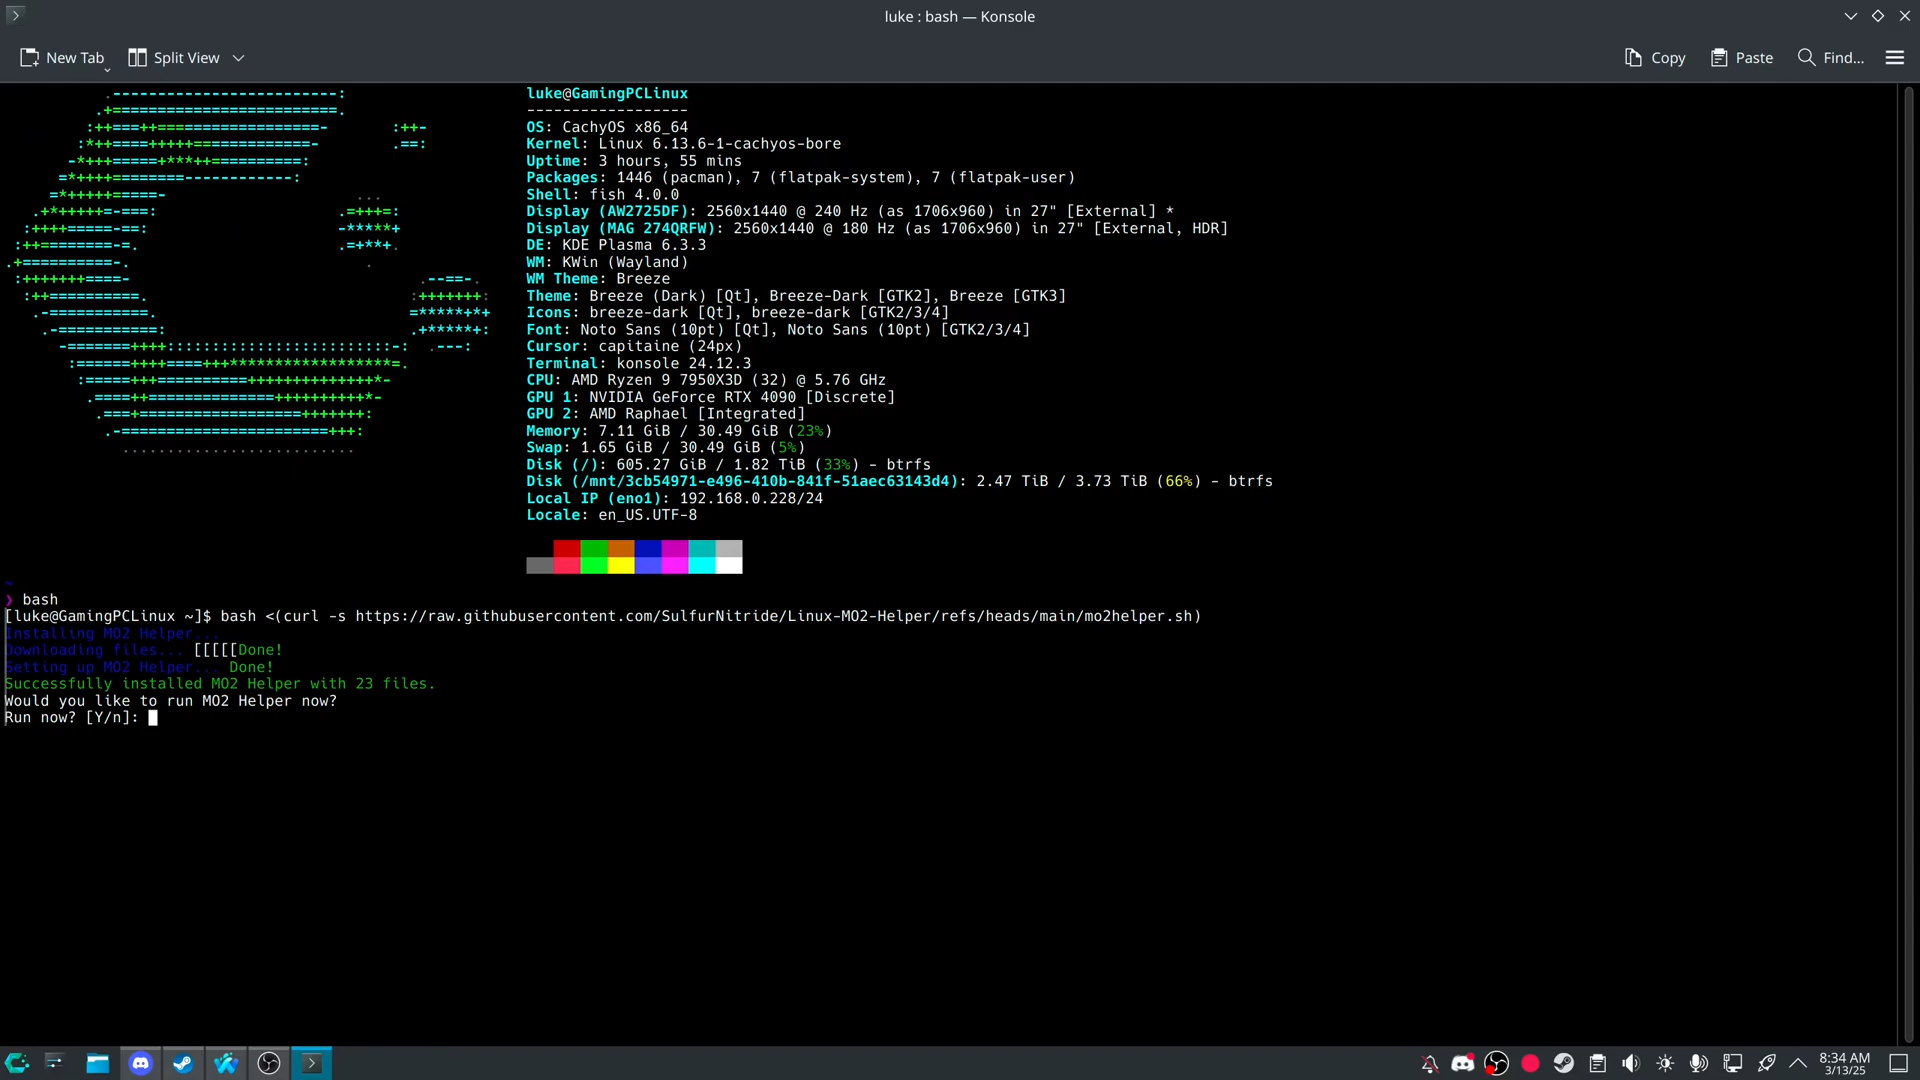 luke : bash — Konsole
New Tab
Split View
Copy
Paste
Find...
luke@GamingPCLinux
------------------
OS: CachyOS x86_64
Kernel: Linux 6.13.6-1-cachyos-bore
Uptime: 3 hours, 55 mins
Packages: 1446 (pacman), 7 (flatpak-system), 7 (flatpak-user)
Shell: fish 4.0.0
Display (AW2725DF): 2560x1440 @ 240 Hz (as 1706x960) in 27" [External] *
Display (MAG 274QRFW): 2560x1440 @ 180 Hz (as 1706x960) in 27" [External, HDR]
DE: KDE Plasma 6.3.3
WM: KWin (Wayland)
WM Theme: Breeze
Theme: Breeze (Dark) [Qt], Breeze-Dark [GTK2], Breeze [GTK3]
Icons: breeze-dark [Qt], breeze-dark [GTK2/3/4]
Font: Noto Sans (10pt) [Qt], Noto Sans (10pt) [GTK2/3/4]
Cursor: capitaine (24px)
Terminal: konsole 24.12.3
CPU: AMD Ryzen 9 7950X3D (32) @ 5.76 GHz
GPU 1: NVIDIA GeForce RTX 4090 [Discrete]
GPU 2: AMD Raphael [Integrated]
Memory: 7.11 GiB / 30.49 GiB (23%)
Swap: 1.65 GiB / 30.49 GiB (5%)
Disk (/): 605.27 GiB / 1.82 TiB (33%) - btrfs
Disk (/mnt/3cb54971-e496-410b-841f-51aec63143d4): 2.47 TiB / 3.73 TiB (66%) - btrfs
Local IP (eno1): 192.168.0.228/24
Locale: en_US.UTF-8
~
❯ bash
[luke@GamingPCLinux ~]$ bash <(curl -s https://raw.githubusercontent.com/SulfurNitride/Linux-MO2-Helper/refs/heads/main/mo2helper.sh)
Installing MO2 Helper...
Downloading files... [[[[[Done!
Setting up MO2 Helper... Done!
Successfully installed MO2 Helper with 23 files.
Would you like to run MO2 Helper now?
Run now? [Y/n]:
8:34 AM
3/13/25